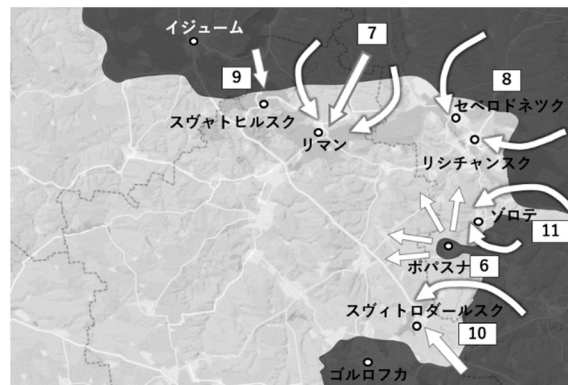 イジューム
7
9
8
スヴャトヒルスク
セベロドネツク
リマン
リシチャンスク
ゾロテ
11
ポパスナ
6
スヴィトロダールスク
10
ゴルロフカ